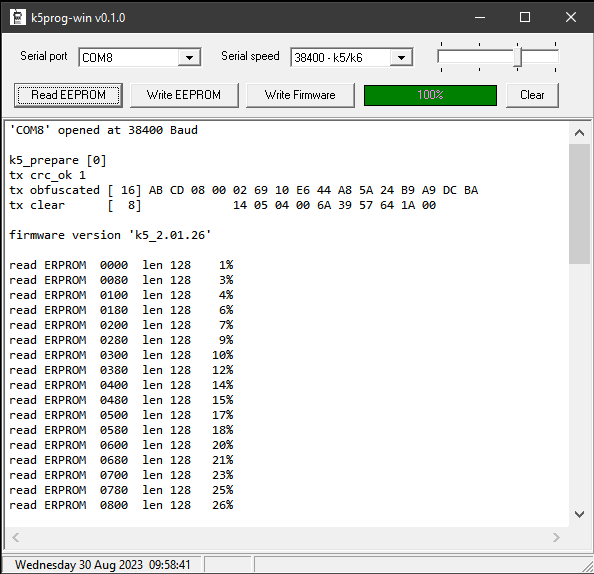 k5prog-win v0.1.0
Serial port COM8 Serial speed 38400 - k5/k6
Read EEPROM Write EEPROM Write Firmware 100% Clear
'COM8' opened at 38400 Baud
k5_prepare [0]
tx crc_ok 1
tx obfuscated [ 16] AB CD 08 00 02 69 10 E6 44 A8 5A 24 B9 A9 DC BA
tx clear [ 8] 14 05 04 00 6A 39 57 64 1A 00
firmware version 'k5_2.01.26'
read ERPROM 0000 len 128 1%
read ERPROM 0080 len 128 3%
read ERPROM 0100 len 128 4%
read ERPROM 0180 len 128 6%
read ERPROM 0200 len 128 7%
read ERPROM 0280 len 128 9%
read ERPROM 0300 len 128 10%
read ERPROM 0380 len 128 12%
read ERPROM 0400 len 128 14%
read ERPROM 0480 len 128 15%
read ERPROM 0500 len 128 17%
read ERPROM 0580 len 128 18%
read ERPROM 0600 len 128 20%
read ERPROM 0680 len 128 21%
read ERPROM 0700 len 128 23%
read ERPROM 0780 len 128 25%
read ERPROM 0800 len 128 26%
Wednesday 30 Aug 2023 09:58:41